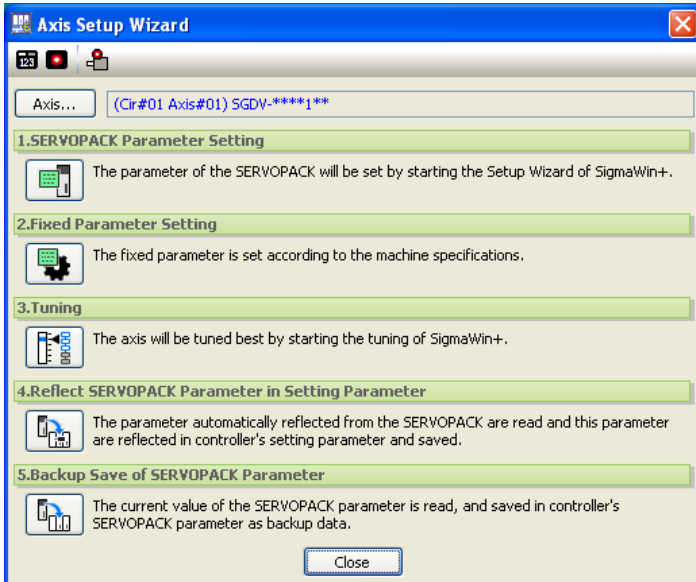 Axis Setup Wizard
123
Axis... (Cir#01 Axis#01) SGDV-****1**
1.SERVOPACK Parameter Setting
The parameter of the SERVOPACK will be set by starting the Setup Wizard of SigmaWin+.
2.Fixed Parameter Setting
The fixed parameter is set according to the machine specifications.
3.Tuning
The axis will be tuned best by starting the tuning of SigmaWin+.
4.Reflect SERVOPACK Parameter in Setting Parameter
The parameter automatically reflected from the SERVOPACK are read and this parameter
are reflected in controller's setting parameter and saved.
5.Backup Save of SERVOPACK Parameter
The current value of the SERVOPACK parameter is read, and saved in controller's
SERVOPACK parameter as backup data.
Close